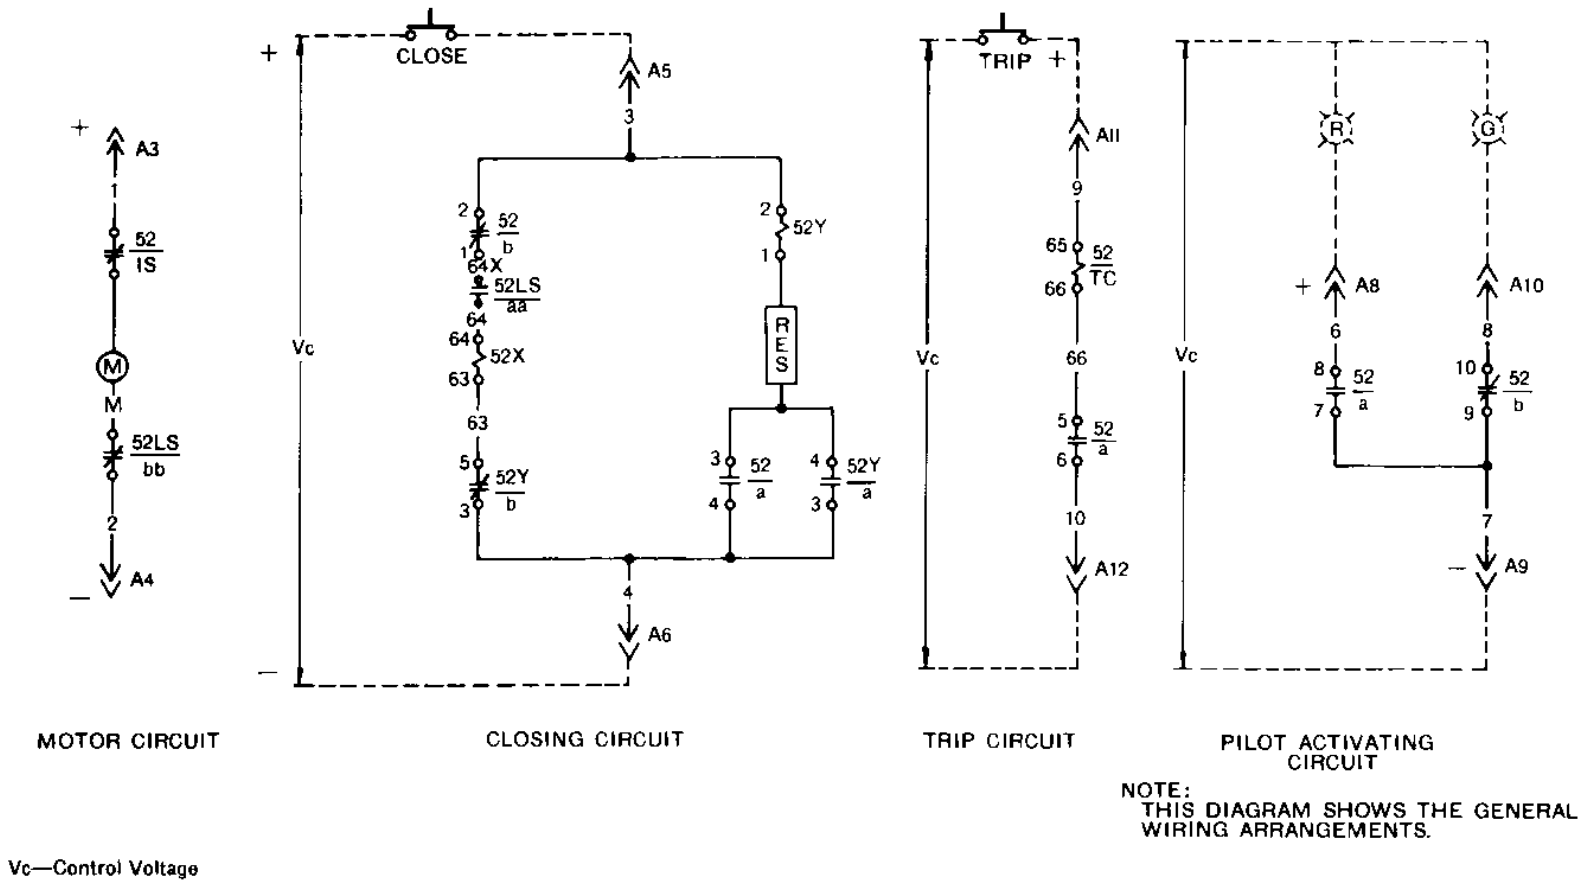 +
CLOSE
A5
3
2
52
b
1
64X
52LS
aa
64
64
52X
63
63
5
52Y
b
3
2
52Y
1
RES
3
52
a
4
4
52Y
a
3
4
A6
Vc
−
CLOSING CIRCUIT
+
A3
1
52
IS
M
M
52LS
bb
2
A4
−
MOTOR CIRCUIT
TRIP
+
A11
9
65
52
TC
66
66
5
52
a
6
10
A12
Vc
TRIP CIRCUIT
R
G
+
A8
A10
6
8
8
52
a
7
10
52
b
9
7
−
A9
Vc
PILOT ACTIVATING
CIRCUIT
NOTE:
THIS DIAGRAM SHOWS THE GENERAL
WIRING ARRANGEMENTS.
Vc—Control Voltage